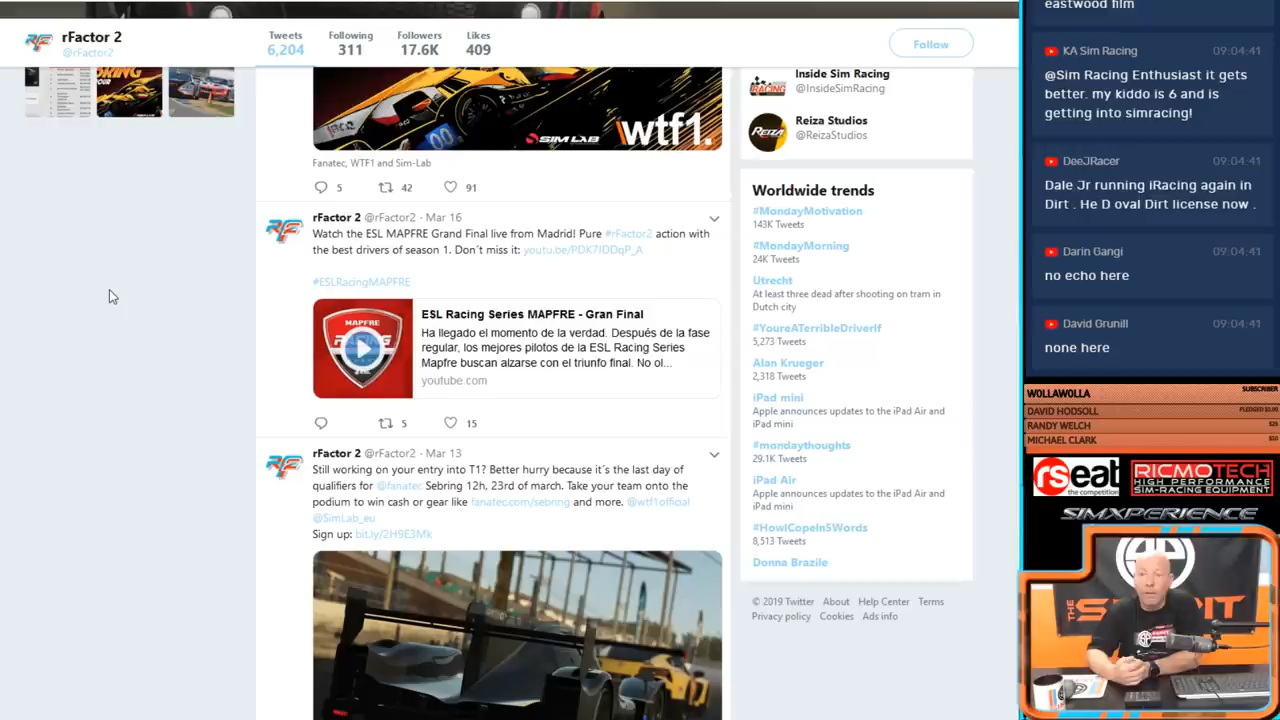 rFactor 2
@rFactor2
Tweets
6,204
Following
311
Followers
17.6K
Likes
409
Follow
SIM LAB
wtf1.
Fanatec, WTF1 and Sim-Lab
5
42
91
rFactor 2 @rFactor2 - Mar 16
Watch the ESL MAPFRE Grand Final live from Madrid! Pure #rFactor2 action with
the best drivers of season 1. Don´t miss it: youtu.be/PDK7IDDqP_A
#ESLRacingMAPFRE
MAPFRE
ESL Racing Series MAPFRE - Gran Final
Ha llegado el momento de la verdad. Después de la fase
regular, los mejores pilotos de la ESL Racing Series
Mapfre buscan alzarse con el triunfo final. No ol...
youtube.com
5
15
rFactor 2 @rFactor2 - Mar 13
Still working on your entry into T1? Better hurry because it´s the last day of
qualifiers for @fanatec Sebring 12h, 23rd of march. Take your team onto the
podium to win cash or gear like fanatec.com/sebring and more. @wtf1official
@SimLab_eu
Sign up: bit.ly/2H9E3Mk
Inside Sim Racing
@InsideSimRacing
REIZA
Reiza Studios
@ReizaStudios
Worldwide trends
#MondayMotivation
143K Tweets
#MondayMorning
24K Tweets
Utrecht
At least three dead after shooting on tram in
Dutch city
#YoureATerribleDriverIf
5,273 Tweets
Alan Krueger
2,318 Tweets
iPad mini
Apple announces updates to the iPad Air and
iPad mini
#mondaythoughts
29.1K Tweets
iPad Air
Apple announces updates to the iPad Air and
iPad mini
#HowICopeIn5Words
8,513 Tweets
Donna Brazile
© 2019 Twitter About Help Center Terms
Privacy policy Cookies Ads info
eastwood film
KA Sim Racing 09:04:41
@Sim Racing Enthusiast it gets
better. my kiddo is 6 and is
getting into simracing!
DeeJRacer 09:04:41
Dale Jr running iRacing again in
Dirt . He D oval Dirt license now .
Darin Gangi 09:04:41
no echo here
David Grunill 09:04:41
none here
W0LLAW0LLA SUBSCRIBER
DAVID HODSOLL
RANDY WELCH
MICHAEL CLARK
rseat
the competition
RICMOTECH
HIGH PERFORMANCE
SIM-RACING EQUIPMENT
SIMXPERIENCE
THE